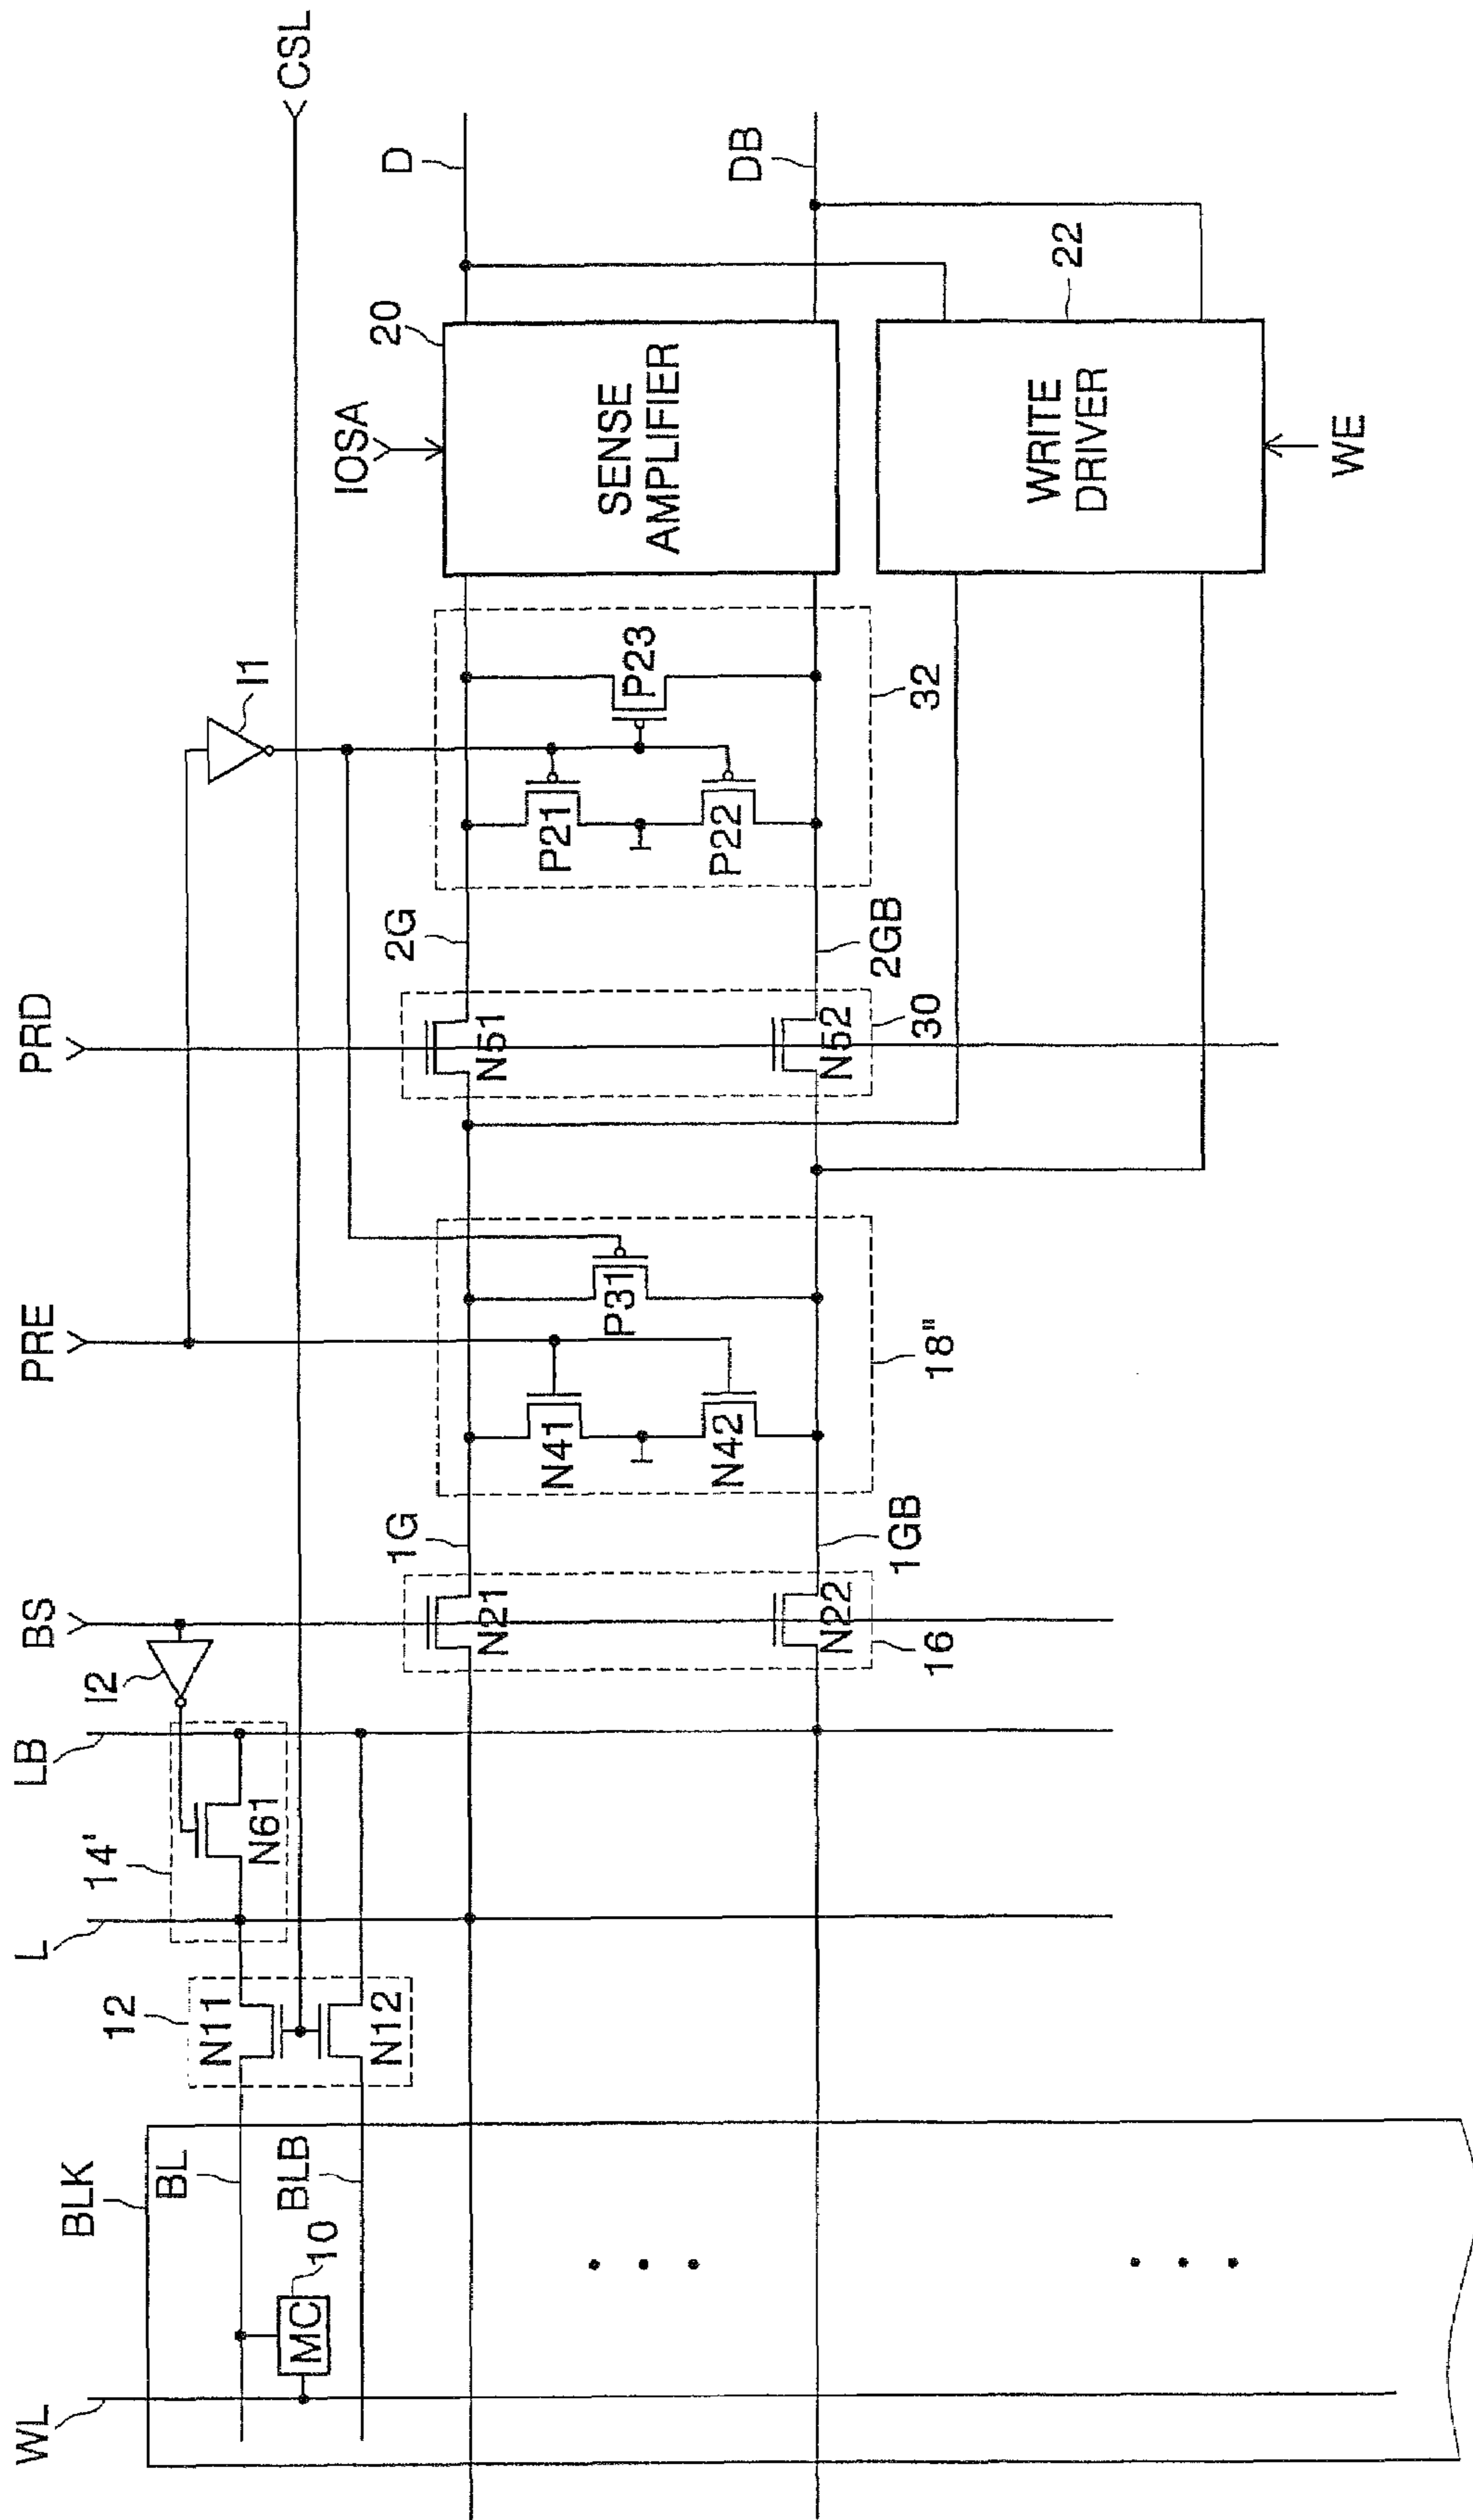 PRE
PRD
BS
I2
LB
L
14'
N61
12
N11
N12
BLK
WL
BL
BLB
10
MC
I1
CSL
1G
1GB
N21
N22
16
N41
N42
P31
18"
2G
2GB
N51
N52
30
P21
P22
P23
32
IOSA
20
SENSE
AMPLIFIER
D
DB
22
WRITE
DRIVER
WE